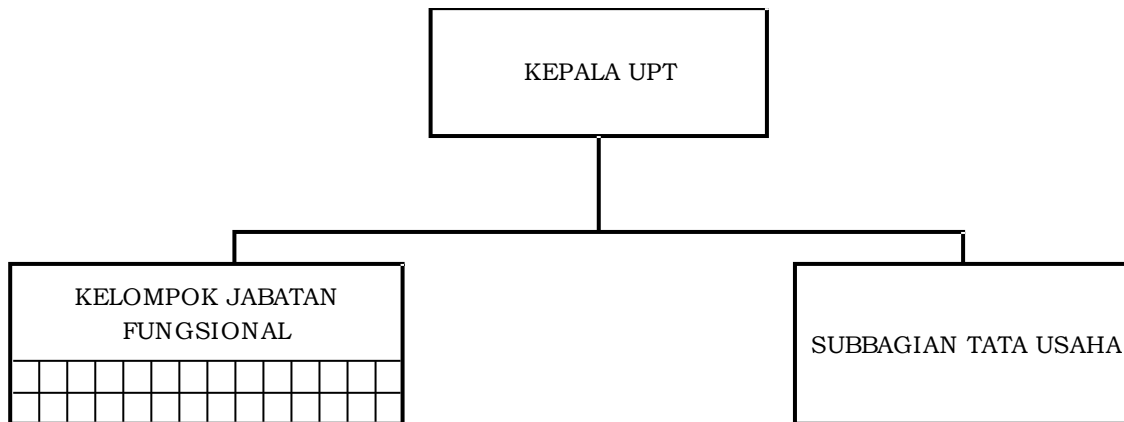 KEPALA UPT
KELOMPOK JABATAN
FUNGSIONAL
SUBBAGIAN TATA USAHA